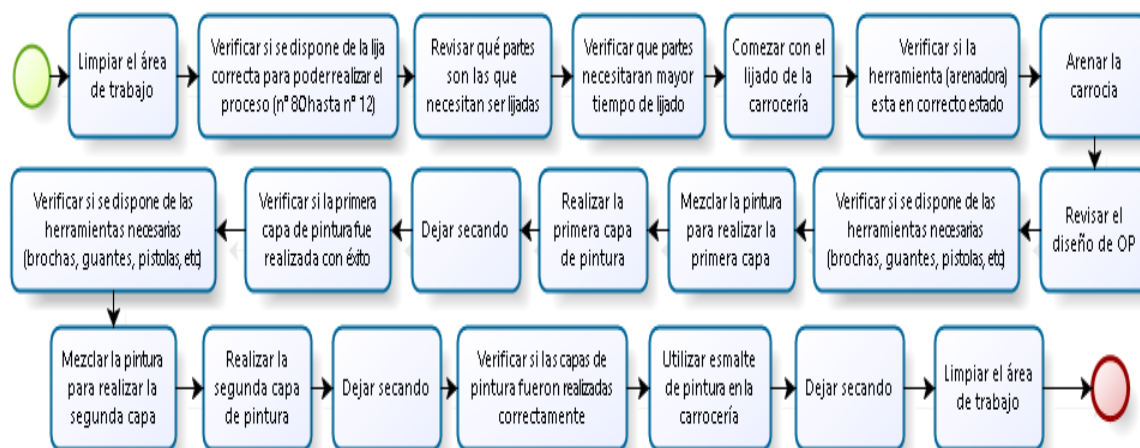 Limpiar el área
de trabajo
Verificar si se dispone de la lija
correcta para poder realizar el
proceso (n° 80 hasta n° 12)
Revisar qué partes
son las que
necesitan ser lijadas
Verificar que partes
necesitaran mayor
tiempo de lijado
Comezar con el
lijado de la
carrocería
Verificar si la
herramienta (arenadora)
esta en correcto estado
Arenar la
carrocia
Revisar el
diseño de OP
Verificar si se dispone de las
herramientas necesarias
(brochas, guantes, pistolas, etc)
Mezclar la pintura
para realizar la
primera capa
Realizar la
primera capa
de pintura
Dejar secando
Verificar si la primera
capa de pintura fue
realizada con éxito
Verificar si se dispone de las
herramientas necesarias
(brochas, guantes, pistolas, etc)
Mezclar la pintura
para realizar la
segunda capa
Realizar la
segunda capa
de pintura
Dejar secando
Verificar si las capas de
pintura fueron realizadas
correctamente
Utilizar esmalte
de pintura en la
carrocería
Dejar secando
Limpiar el área
de trabajo